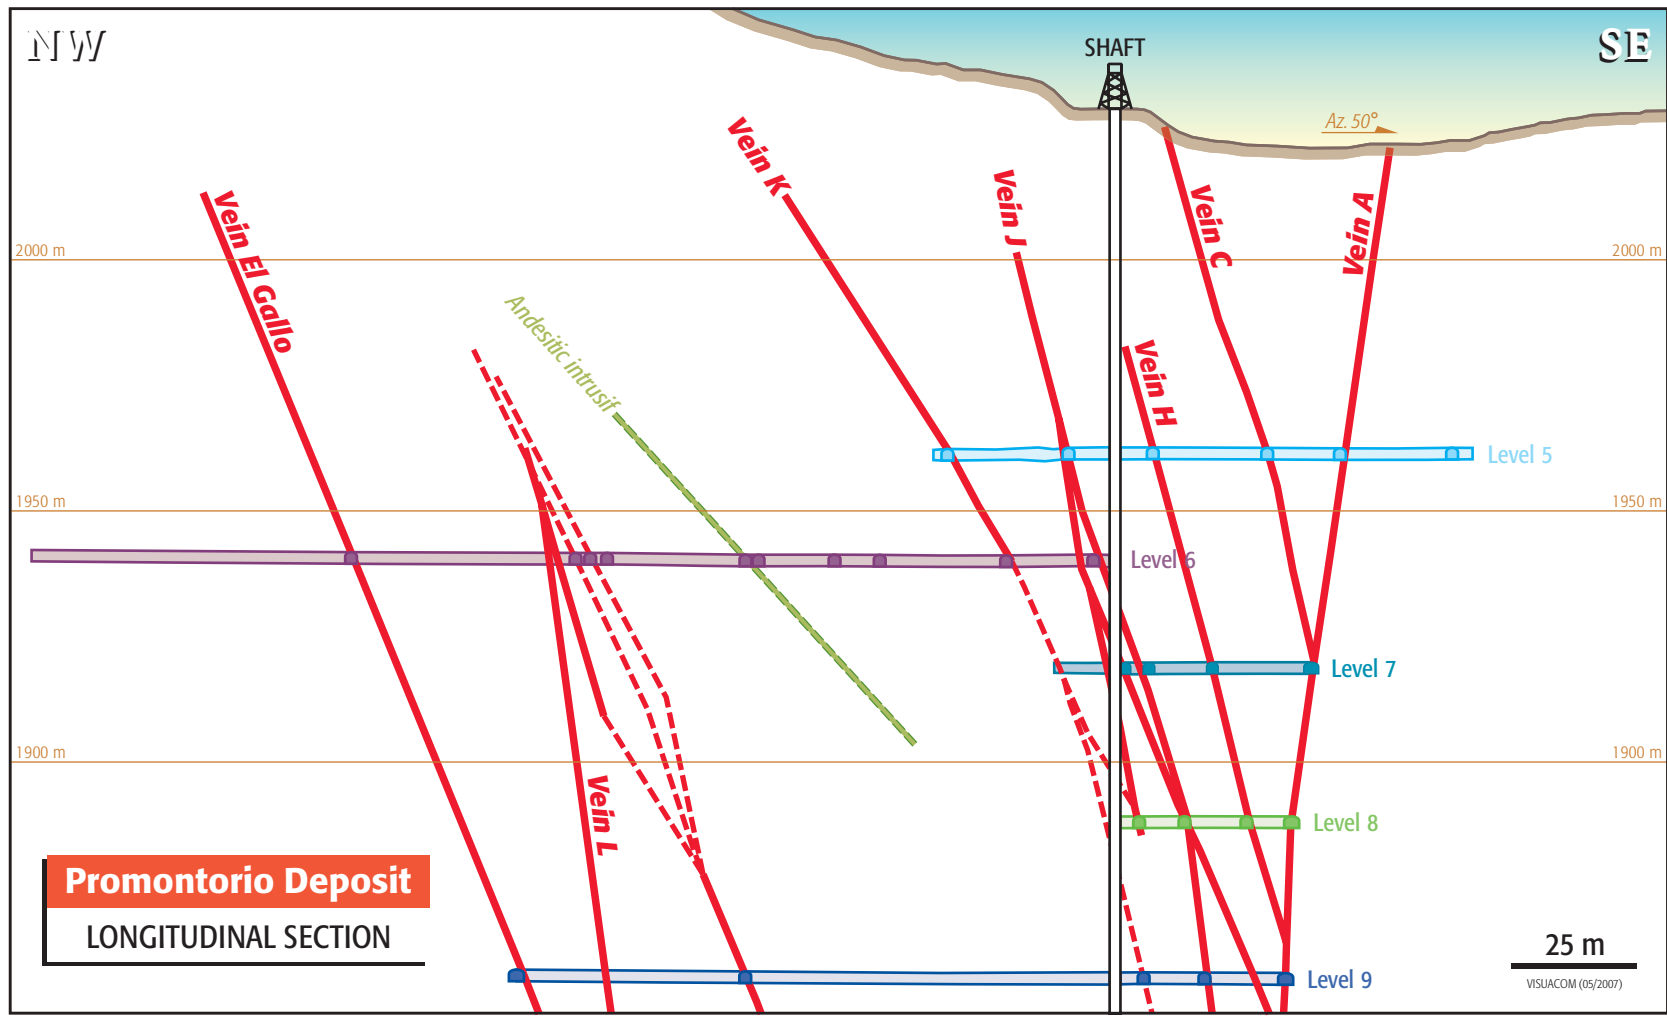 NW
SHAFT
SE
Az. 50°
Vein K
Vein J
Vein C
Vein A
Vein El Gallo
2000 m
2000 m
Andesitic intrusif
Vein H
Level 5
1950 m
1950 m
Level 6
Level 7
1900 m
1900 m
Vein L
Level 8
Promontorio Deposit
LONGITUDINAL SECTION
25 m
Level 9
VISUACOM (05/2007)